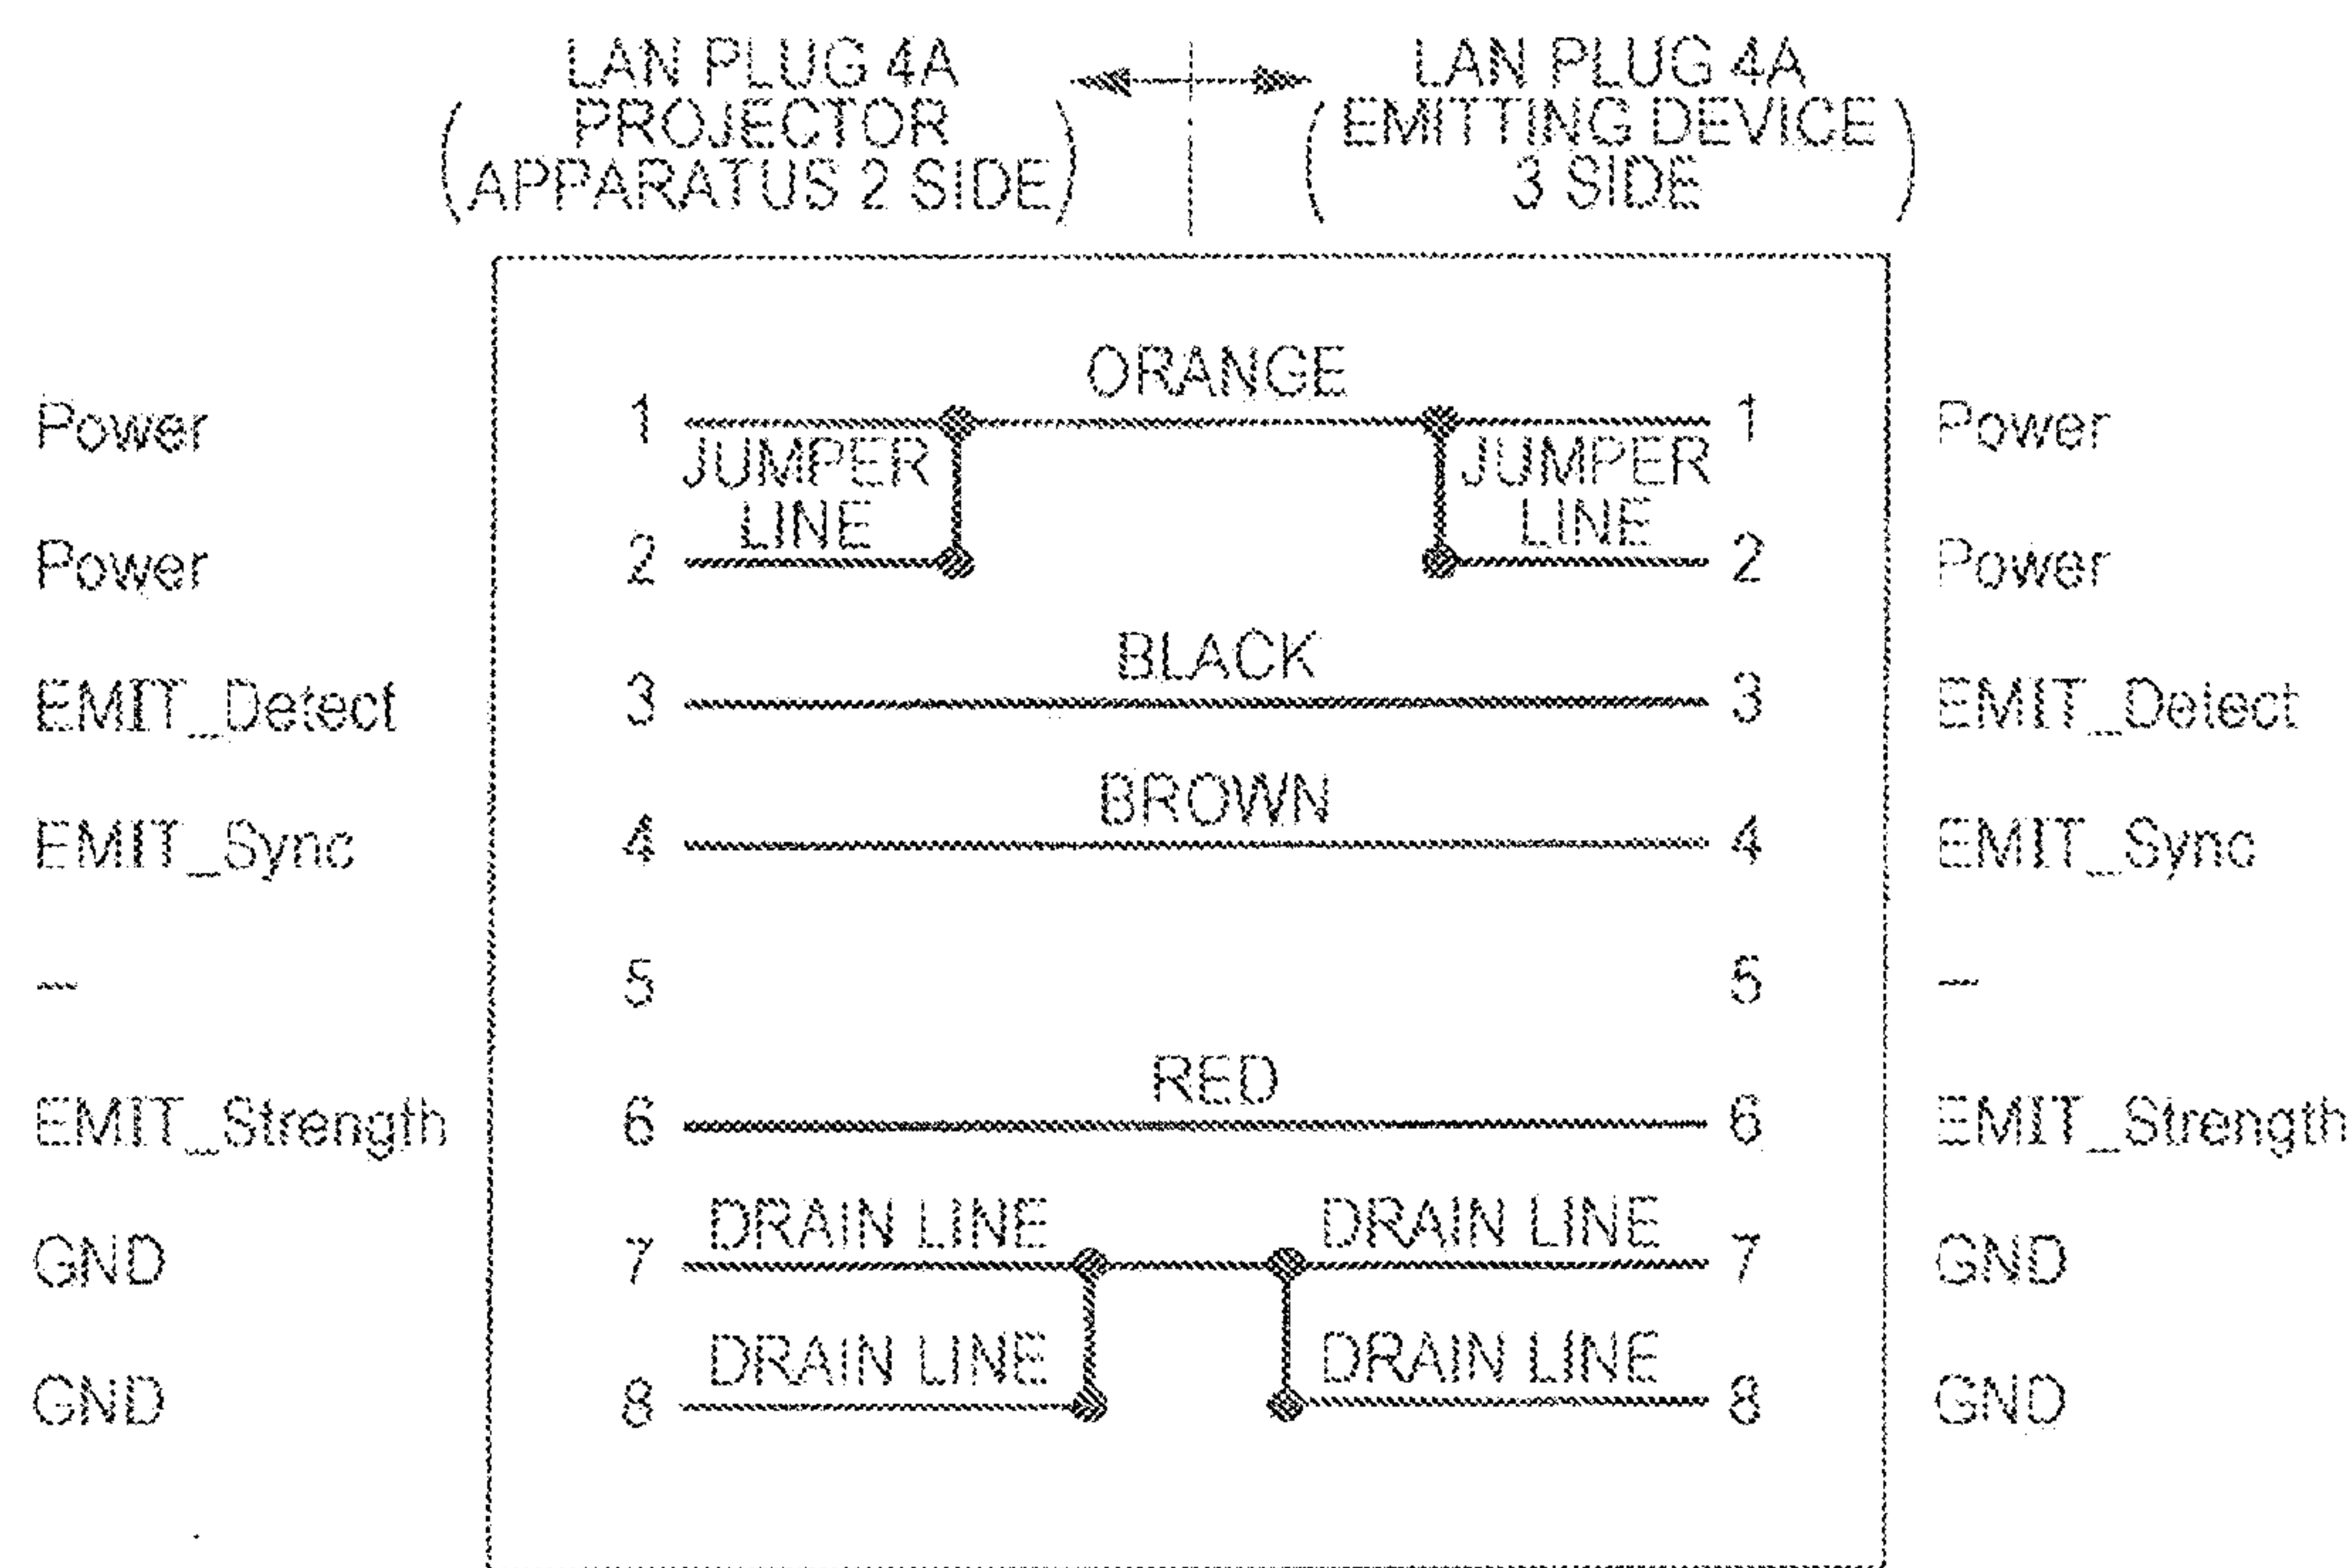 LAN PLUG 4A
( PROJECTOR
APPARATUS 2 SIDE )
LAN PLUG 4A
( EMITTING DEVICE )
3 SIDE
ORANGE
Power 1 1 Power
JUMPER
LINE
JUMPER
LINE
Power 2 2 Power
BLACK
EMIT_Detect 3 3 EMIT_Detect
BROWN
EMIT_Sync 4 4 EMIT_Sync
– 5 5 –
RED
EMIT_Strength 6 6 EMIT_Strength
DRAIN LINE DRAIN LINE
GND 7 7 GND
DRAIN LINE DRAIN LINE
GND 8 8 GND